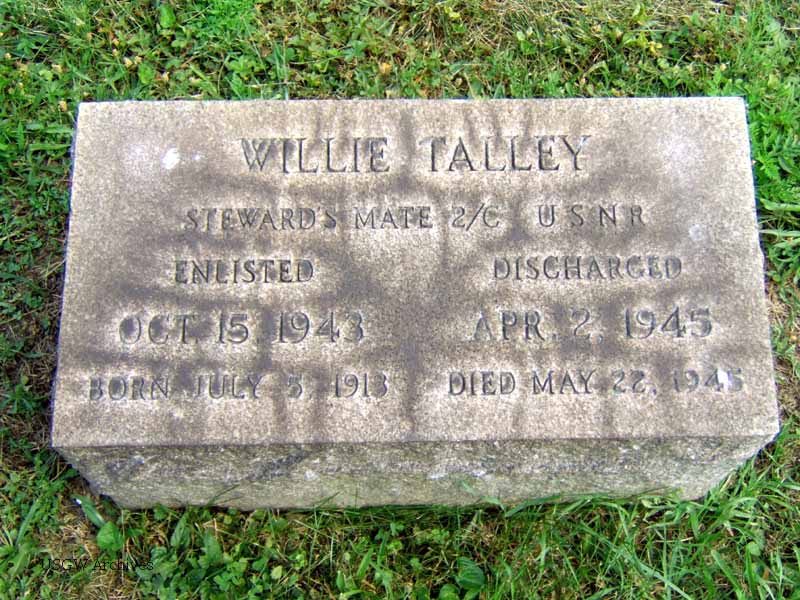 WILLIE TALLEY
STEWARD'S MATE 2/C USNR
ENLISTED DISCHARGED
OCT. 15, 1943 APR. 2, 1945
BORN JULY 5, 1913 DIED MAY 22, 1945
USGW Archives